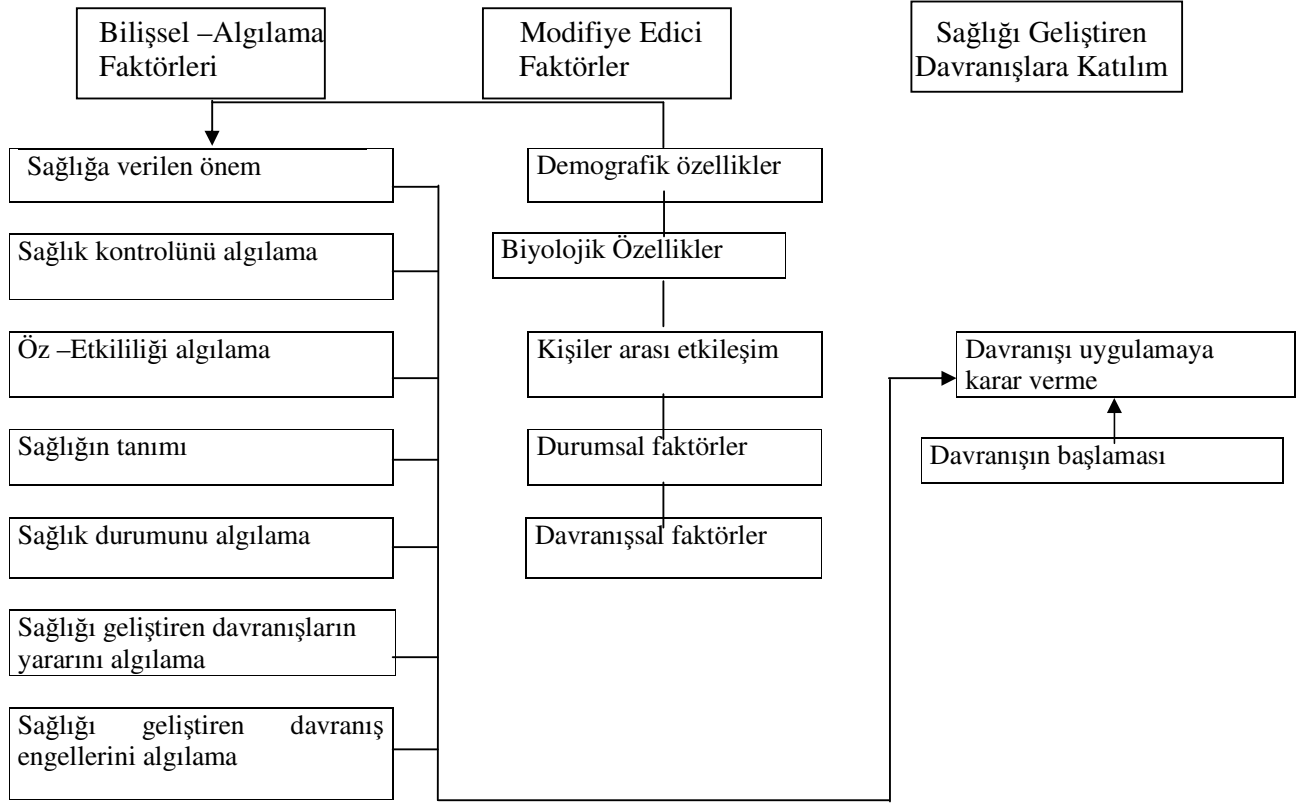 Bilişsel –Algılama
Faktörleri
Modifiye Edici
Faktörler
Sağlığı Geliştiren
Davranışlara Katılım
Sağlığa verilen önem
Sağlık kontrolünü algılama
Öz –Etkililiği algılama
Sağlığın tanımı
Sağlık durumunu algılama
Sağlığı geliştiren davranışların
yararını algılama
Sağlığı geliştiren davranış
engellerini algılama
Demografik özellikler
Biyolojik Özellikler
Kişiler arası etkileşim
Durumsal faktörler
Davranışsal faktörler
Davranışı uygulamaya
karar verme
Davranışın başlaması